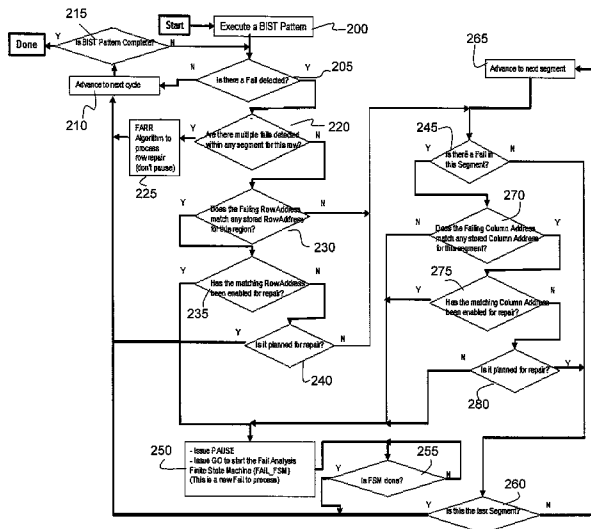 Start
Execute a BIST Pattern
200
215
Done
Y
Is BIST Pattern Complete?
N
205
N
Is there a Fail detected?
Y
Advance to next cycle
210
265
Advance to next segment
220
Are there multiple fails detected
within any segment for this row?
Y
N
FARR
Algorithm to
process
row repair
(don't pause)
225
245
Y
Is there a Fail in
this Segment?
N
Y
Does the Failing Row Address
match any stored Row Address
for this region?
N
230
270
N
Does the Failing Column Address
match any stored Column Address
for this segment?
Y
Y
Has the matching Row Address
been enabled for repair?
N
235
275
Y
Has the matching Column Address
been enabled for repair?
N
Y
Is it planned for repair?
N
240
N
Is it planned for repair?
Y
280
250
- Issue PAUSE
- Issue GO to start the Fail Analysis
Finite State Machine (FAIL_FSM)
(This is a new Fail to process)
Y
Is FSM done?
N
255
Y
Is this the last Segment?
N
260